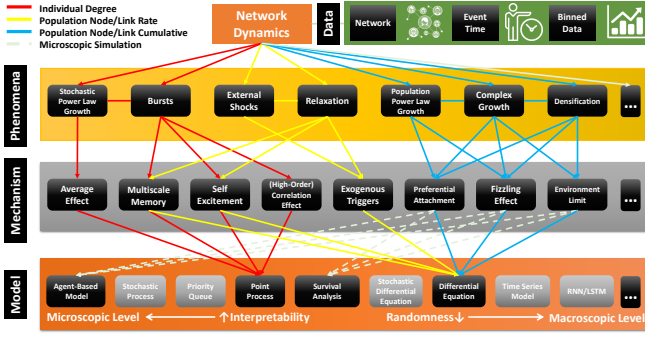 Individual Degree
Population Node/Link Rate
Population Node/Link Cumulative
Microscopic Simulation
Network
Dynamics
Data
Network
Event
Time
Binned
Data
Phenomena
Stochastic
Power Law
Growth
Bursts
External
Shocks
Relaxation
Population
Power Law
Growth
Complex
Growth
Densification
...
Mechanism
Average
Effect
Multiscale
Memory
Self
Excitement
(High-Order)
Correlation
Effect
Exogenous
Triggers
Preferential
Attachment
Fizzling
Effect
Environment
Limit
...
Model
Agent-Based
Model
Stochastic
Process
Priority
Queue
Point
Process
Survival
Analysis
Stochastic
Differential
Equation
Differential
Equation
Time Series
Model
RNN/LSTM
...
Microscopic Level ← ↑Interpretability Randomness↓ → Macroscopic Level